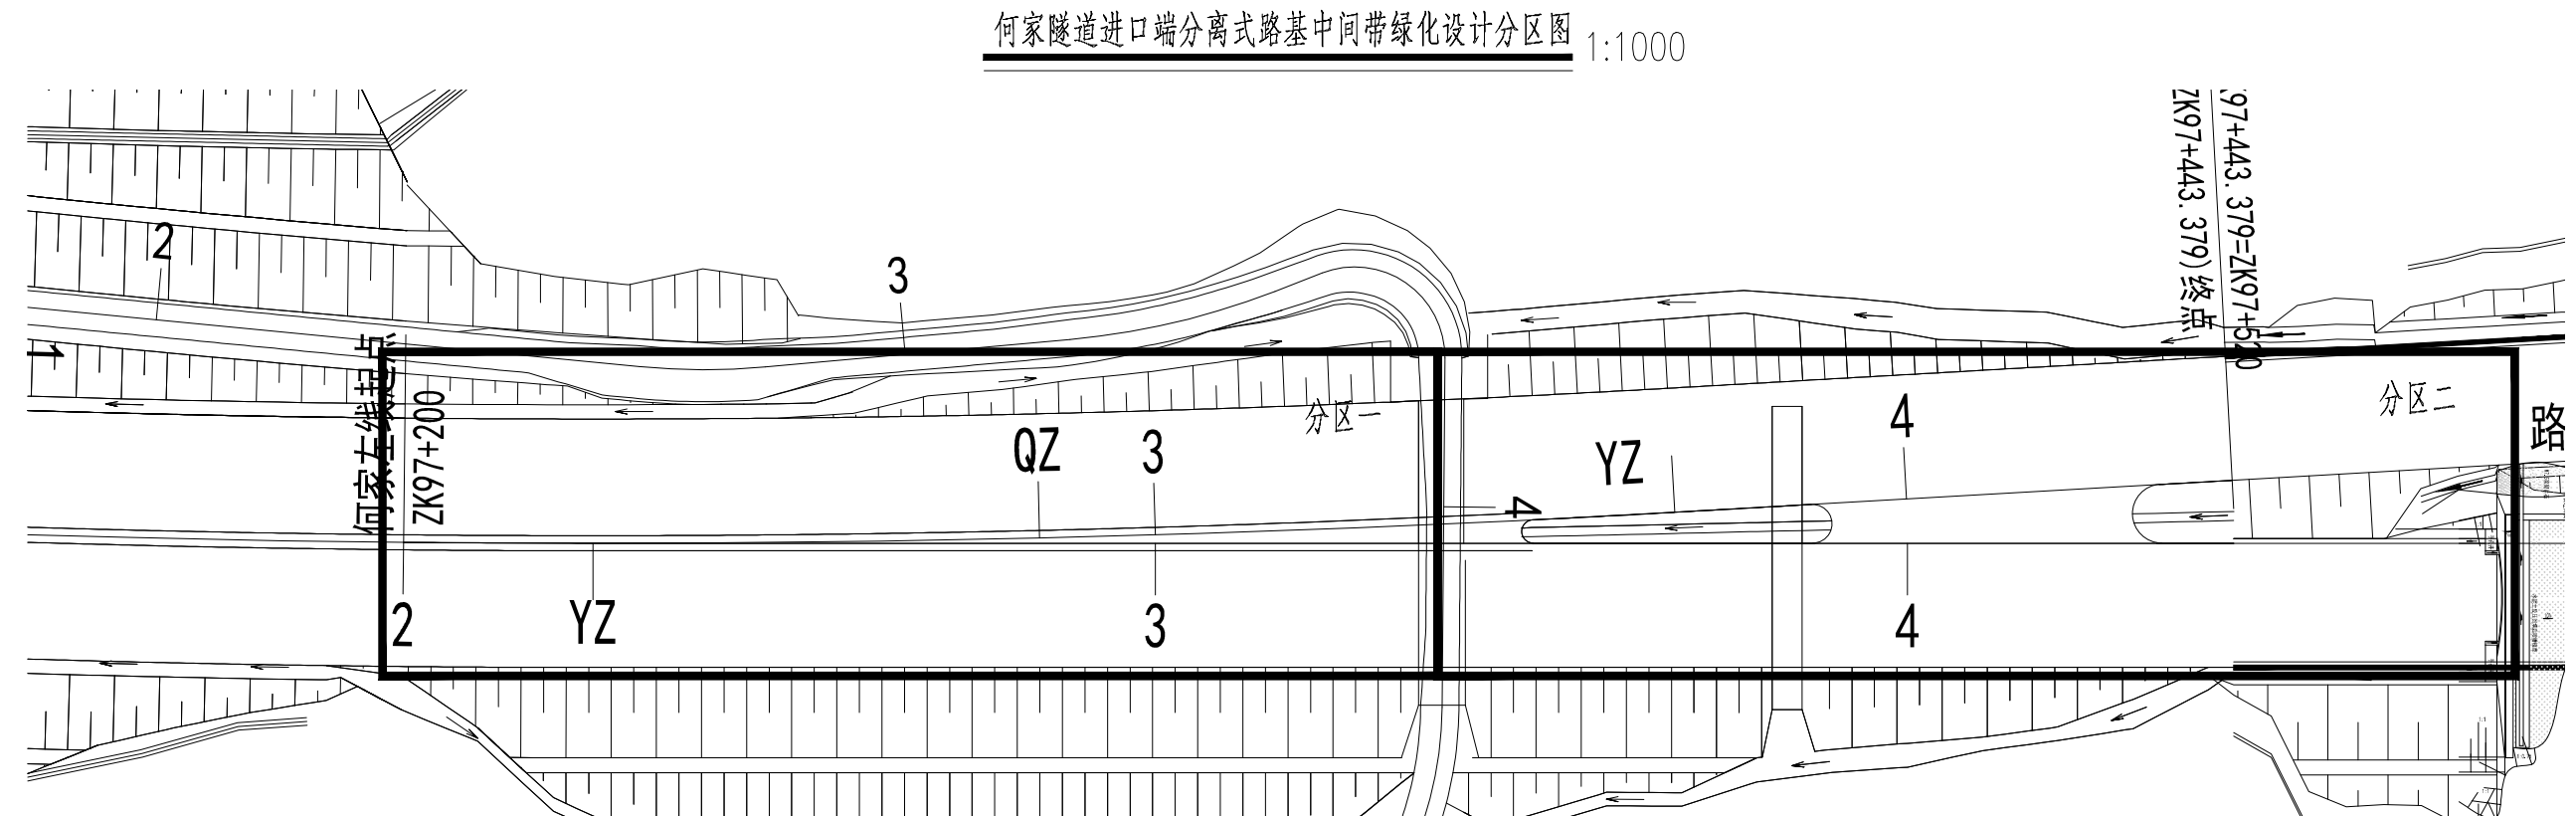 何家隧道进口端分离式路基中间带绿化设计分区图
1:1000
ZK97+443.379)终点
97+443.379=ZK97+520
2
3
1
何家左线起点
ZK97+200
分区一
分区二
路
QZ
3
YZ
4
4
2
YZ
3
4